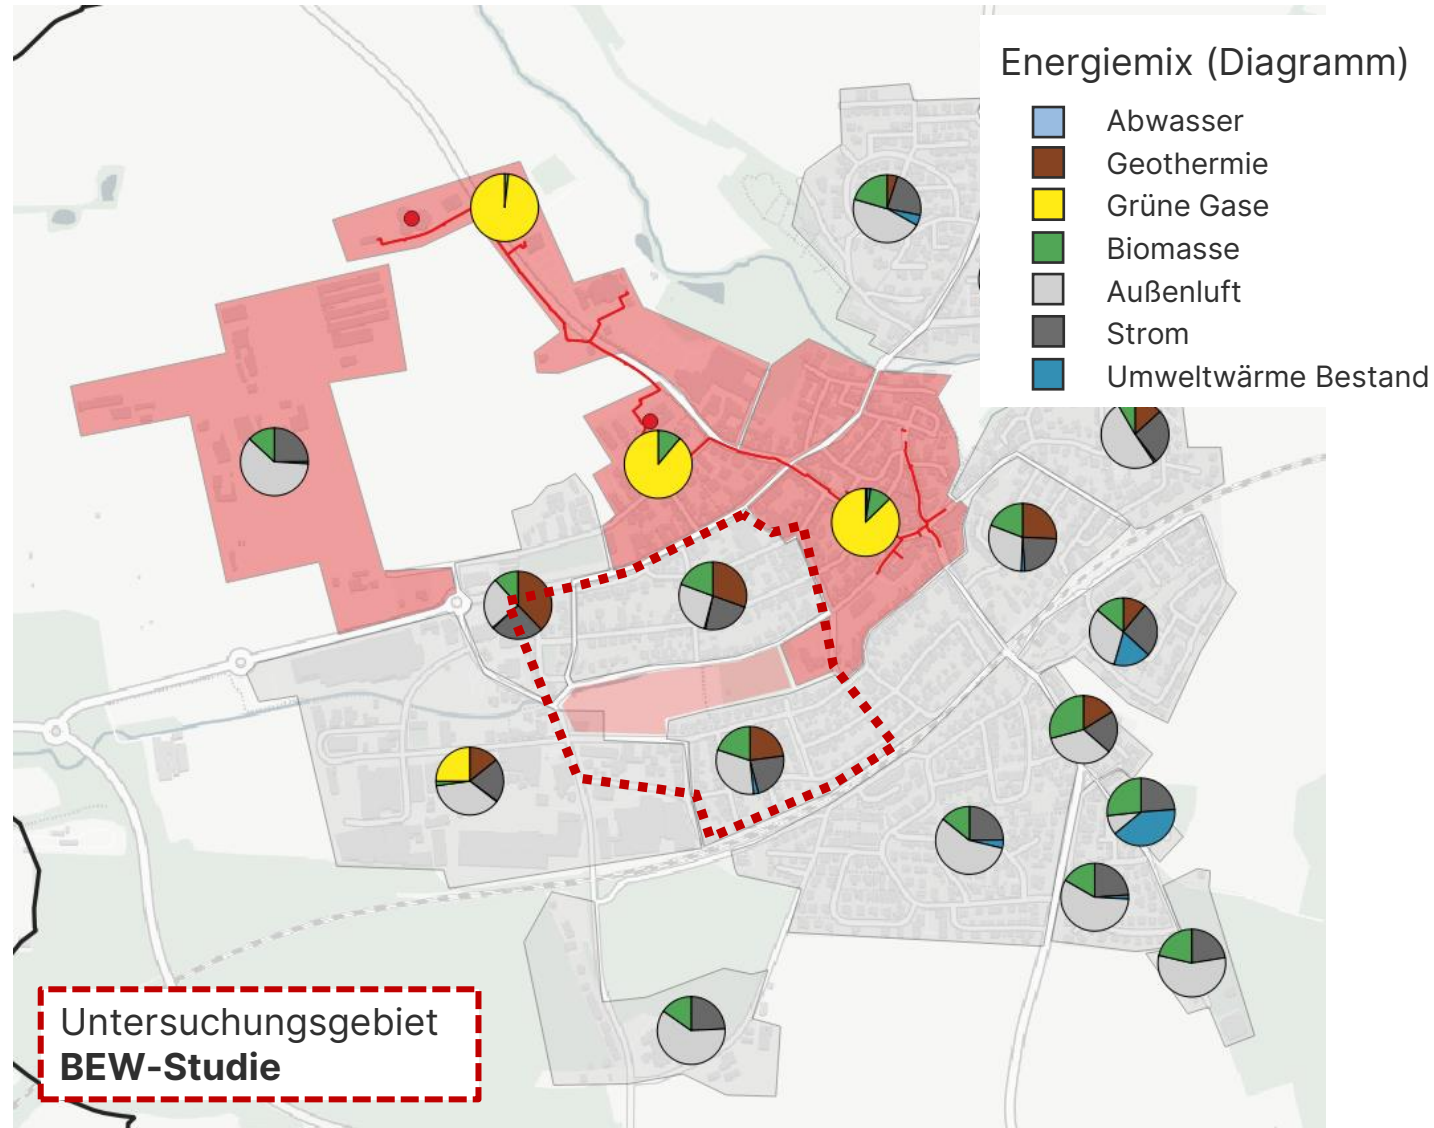 Energiemix (Diagramm)
Abwasser
Geothermie
Grüne Gase
Biomasse
Außenluft
Strom
Umweltwärme Bestand
Untersuchungsgebiet
BEW-Studie